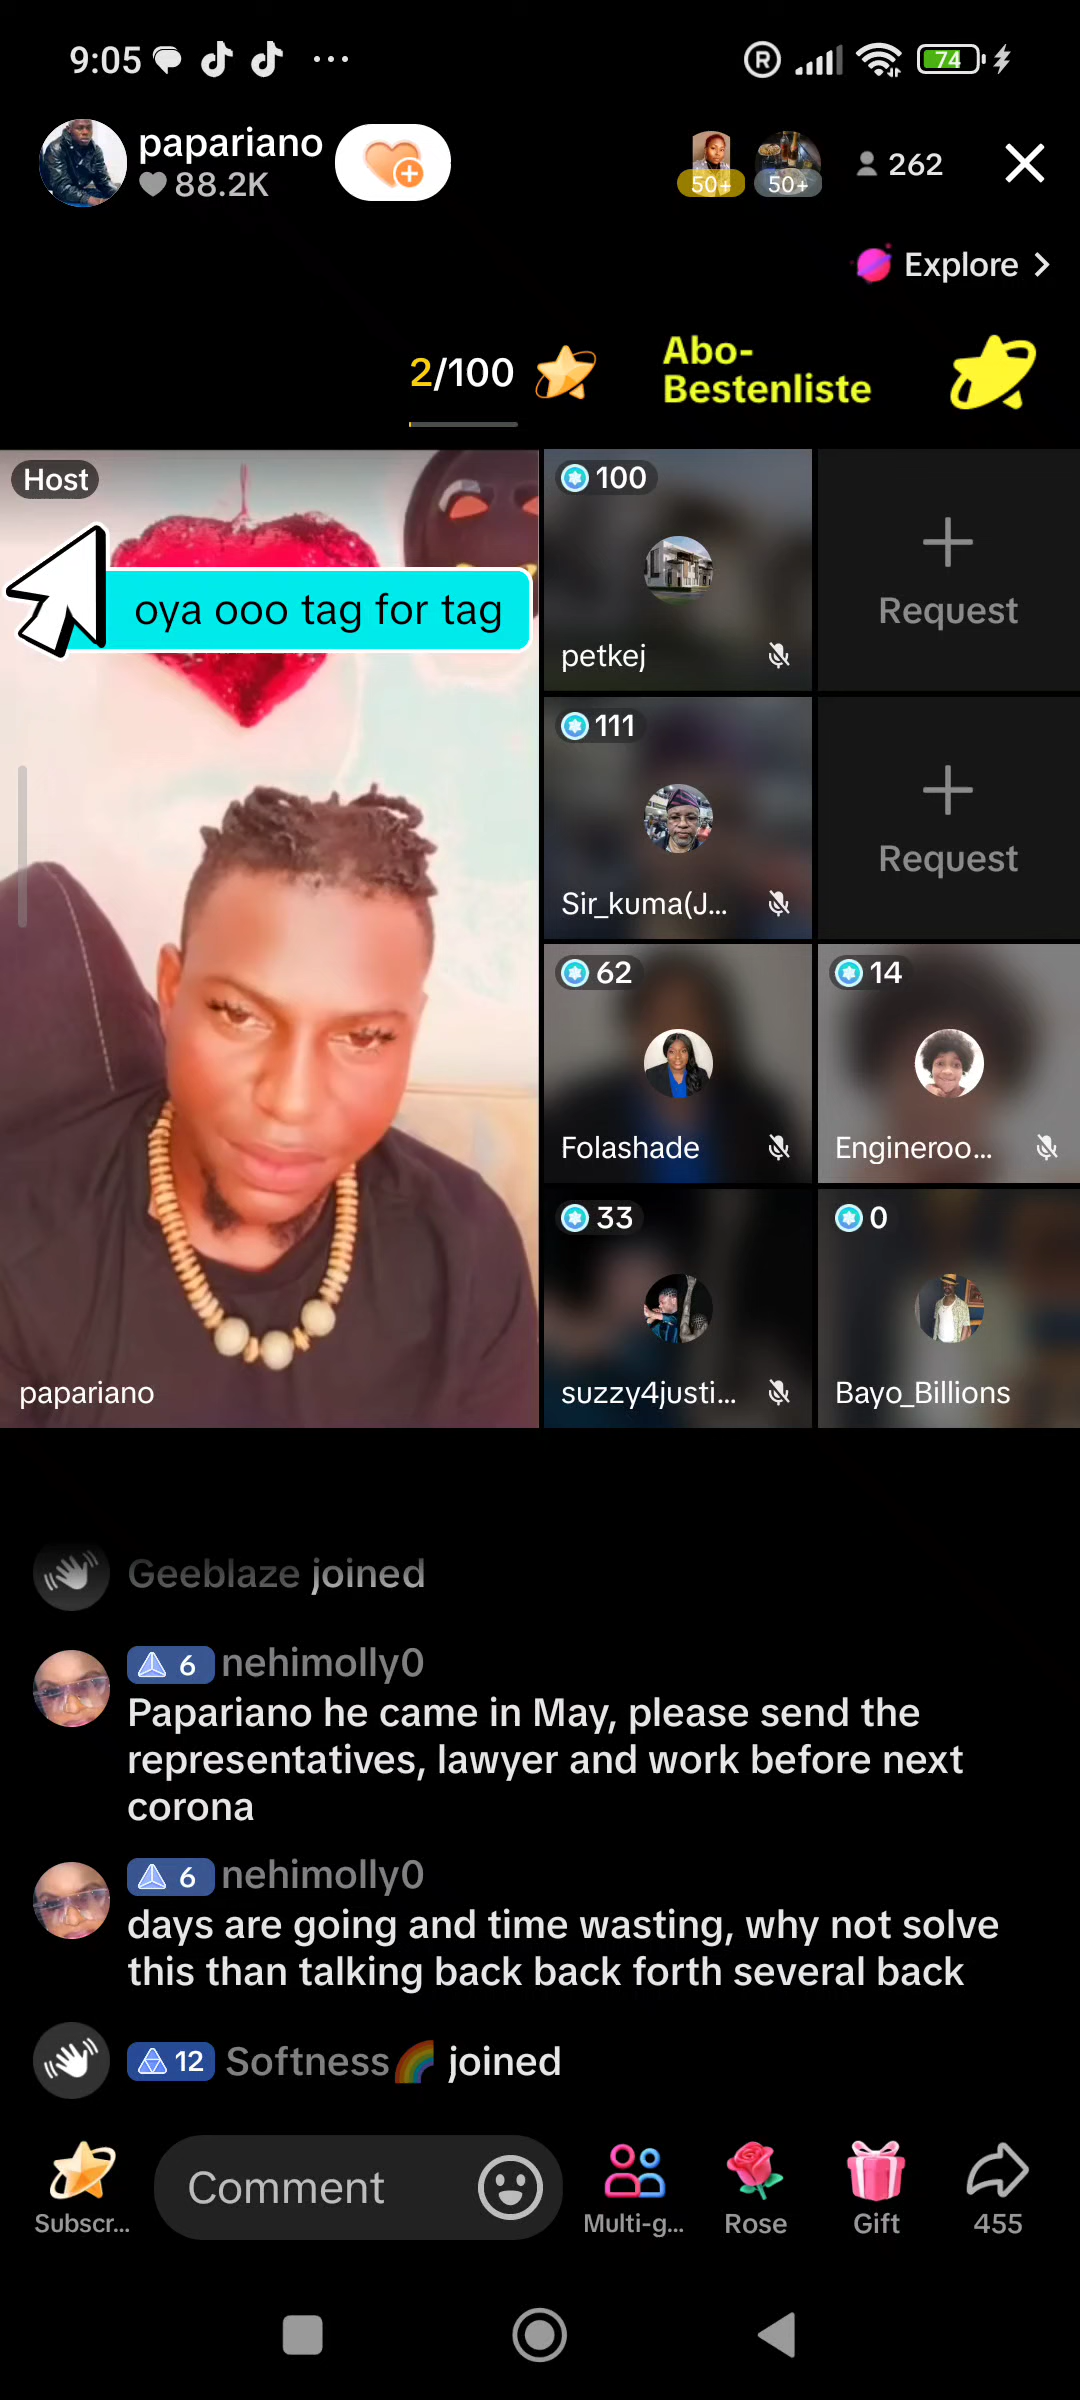 9:05
R
74
papariano
88.2K
50+
50+
262
Explore
2/100
Abo-
Bestenliste
Host
oya ooo tag for tag
papariano
100
petkej
Request
111
Sir_kuma(J...
Request
62
Folashade
14
Engineroo...
33
suzzy4justi...
0
Bayo_Billions
Geeblaze joined
6 nehimolly0
Papariano he came in May, please send the
representatives, lawyer and work before next
corona
6 nehimolly0
days are going and time wasting, why not solve
this than talking back back forth several back
12 Softness🌈 joined
Subscr...
Comment
Multi-g...
Rose
Gift
455